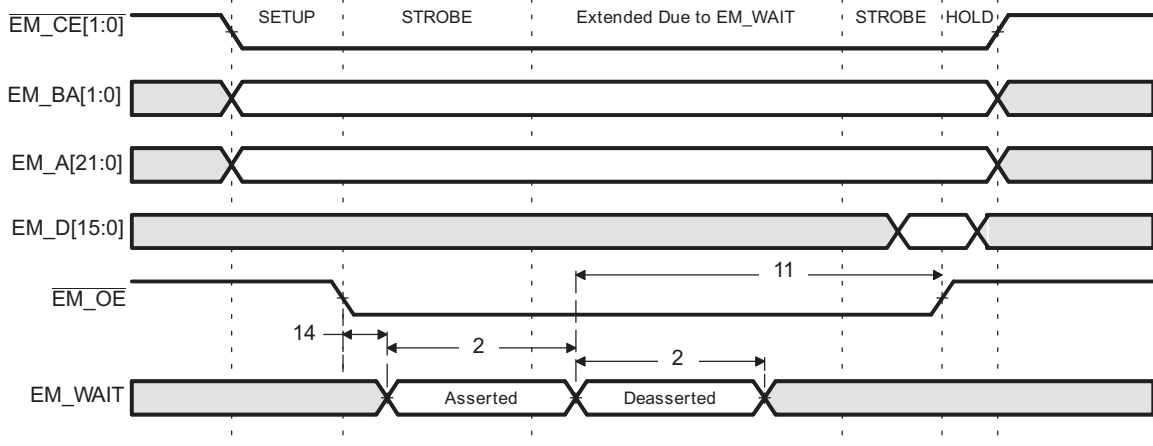 SETUP STROBE Extended Due to EM_WAIT STROBE HOLD
EM_CE[1:0]
EM_BA[1:0]
EM_A[21:0]
EM_D[15:0]
11
EM_OE
14
2
2
EM_WAIT Asserted Deasserted